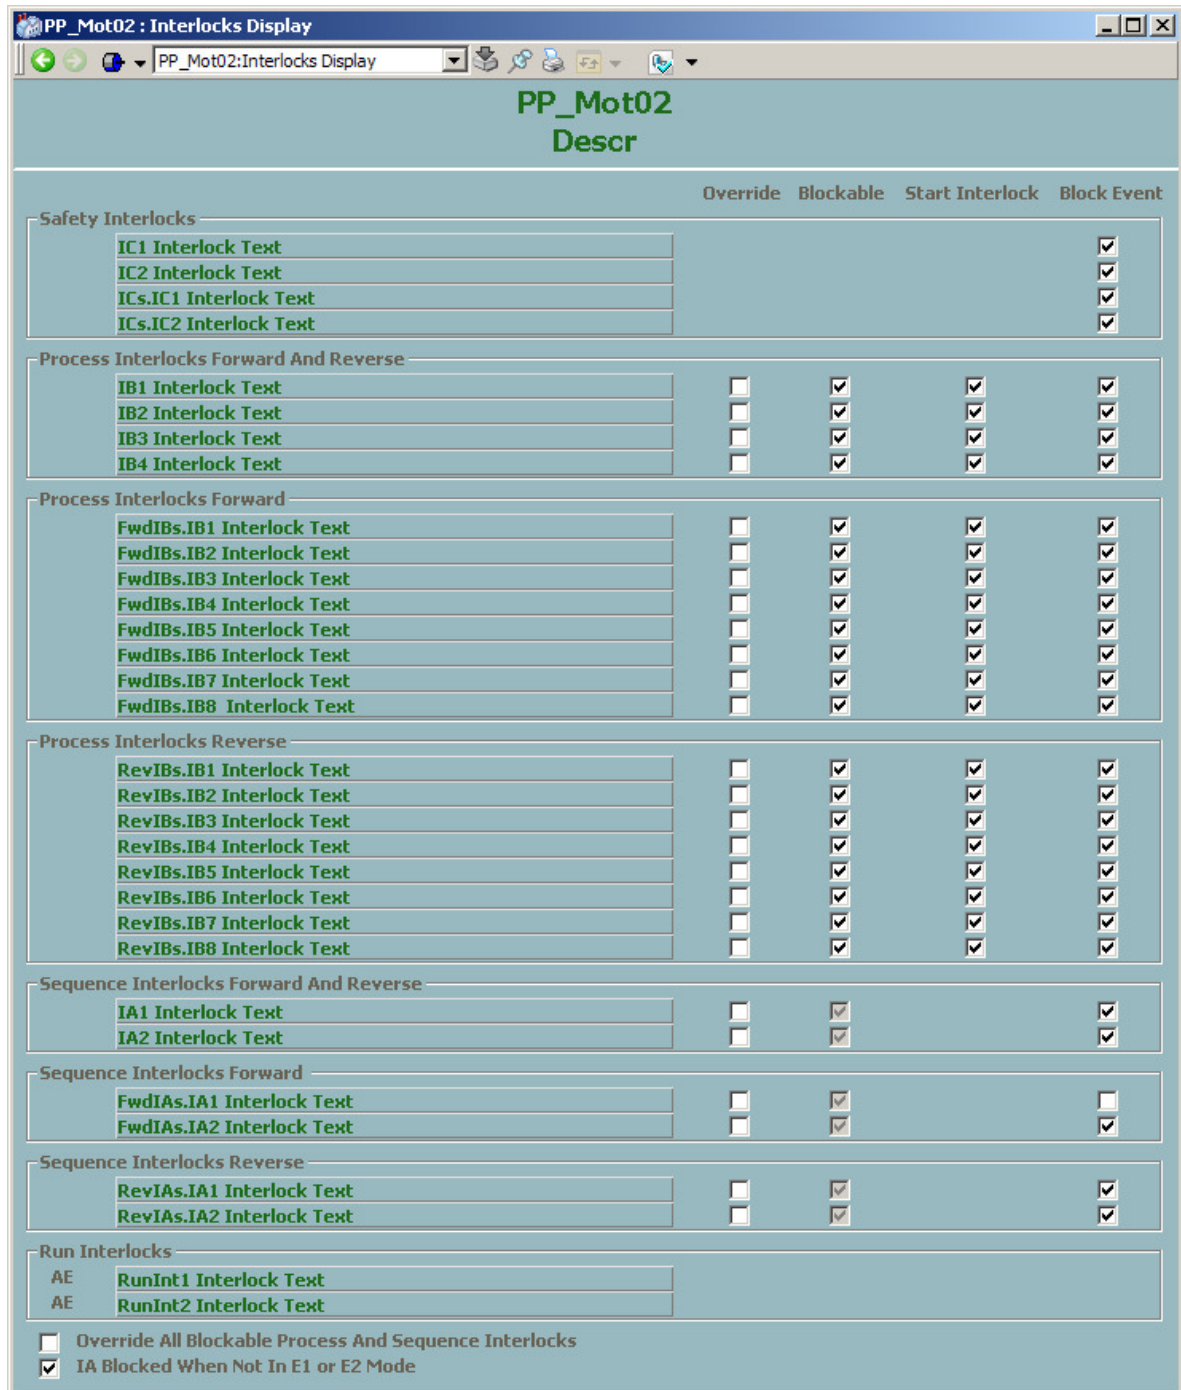 PP_Mot02 : Interlocks Display
PP_Mot02:Interlocks Display
PP_Mot02
Descr
Override Blockable Start Interlock Block Event
Safety Interlocks
IC1 Interlock Text
IC2 Interlock Text
ICs.IC1 Interlock Text
ICs.IC2 Interlock Text
Process Interlocks Forward And Reverse
IB1 Interlock Text
IB2 Interlock Text
IB3 Interlock Text
IB4 Interlock Text
Process Interlocks Forward
FwdIBs.IB1 Interlock Text
FwdIBs.IB2 Interlock Text
FwdIBs.IB3 Interlock Text
FwdIBs.IB4 Interlock Text
FwdIBs.IB5 Interlock Text
FwdIBs.IB6 Interlock Text
FwdIBs.IB7 Interlock Text
FwdIBs.IB8 Interlock Text
Process Interlocks Reverse
RevIBs.IB1 Interlock Text
RevIBs.IB2 Interlock Text
RevIBs.IB3 Interlock Text
RevIBs.IB4 Interlock Text
RevIBs.IB5 Interlock Text
RevIBs.IB6 Interlock Text
RevIBs.IB7 Interlock Text
RevIBs.IB8 Interlock Text
Sequence Interlocks Forward And Reverse
IA1 Interlock Text
IA2 Interlock Text
Sequence Interlocks Forward
FwdIAs.IA1 Interlock Text
FwdIAs.IA2 Interlock Text
Sequence Interlocks Reverse
RevIAs.IA1 Interlock Text
RevIAs.IA2 Interlock Text
Run Interlocks
AE RunInt1 Interlock Text
AE RunInt2 Interlock Text
Override All Blockable Process And Sequence Interlocks
IA Blocked When Not In E1 or E2 Mode